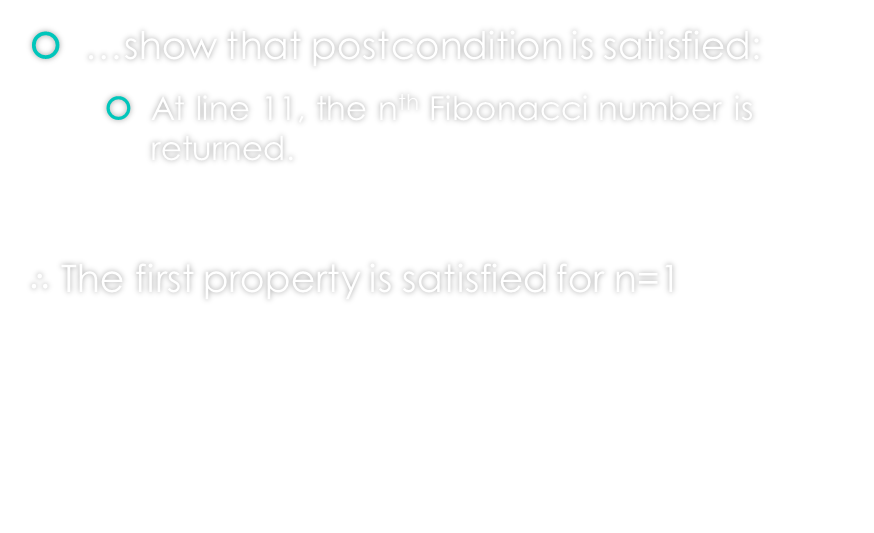 …show that postcondition is satisfied:
At line 11, the nth Fibonacci number is
returned.
∴ The first property is satisfied for n=1